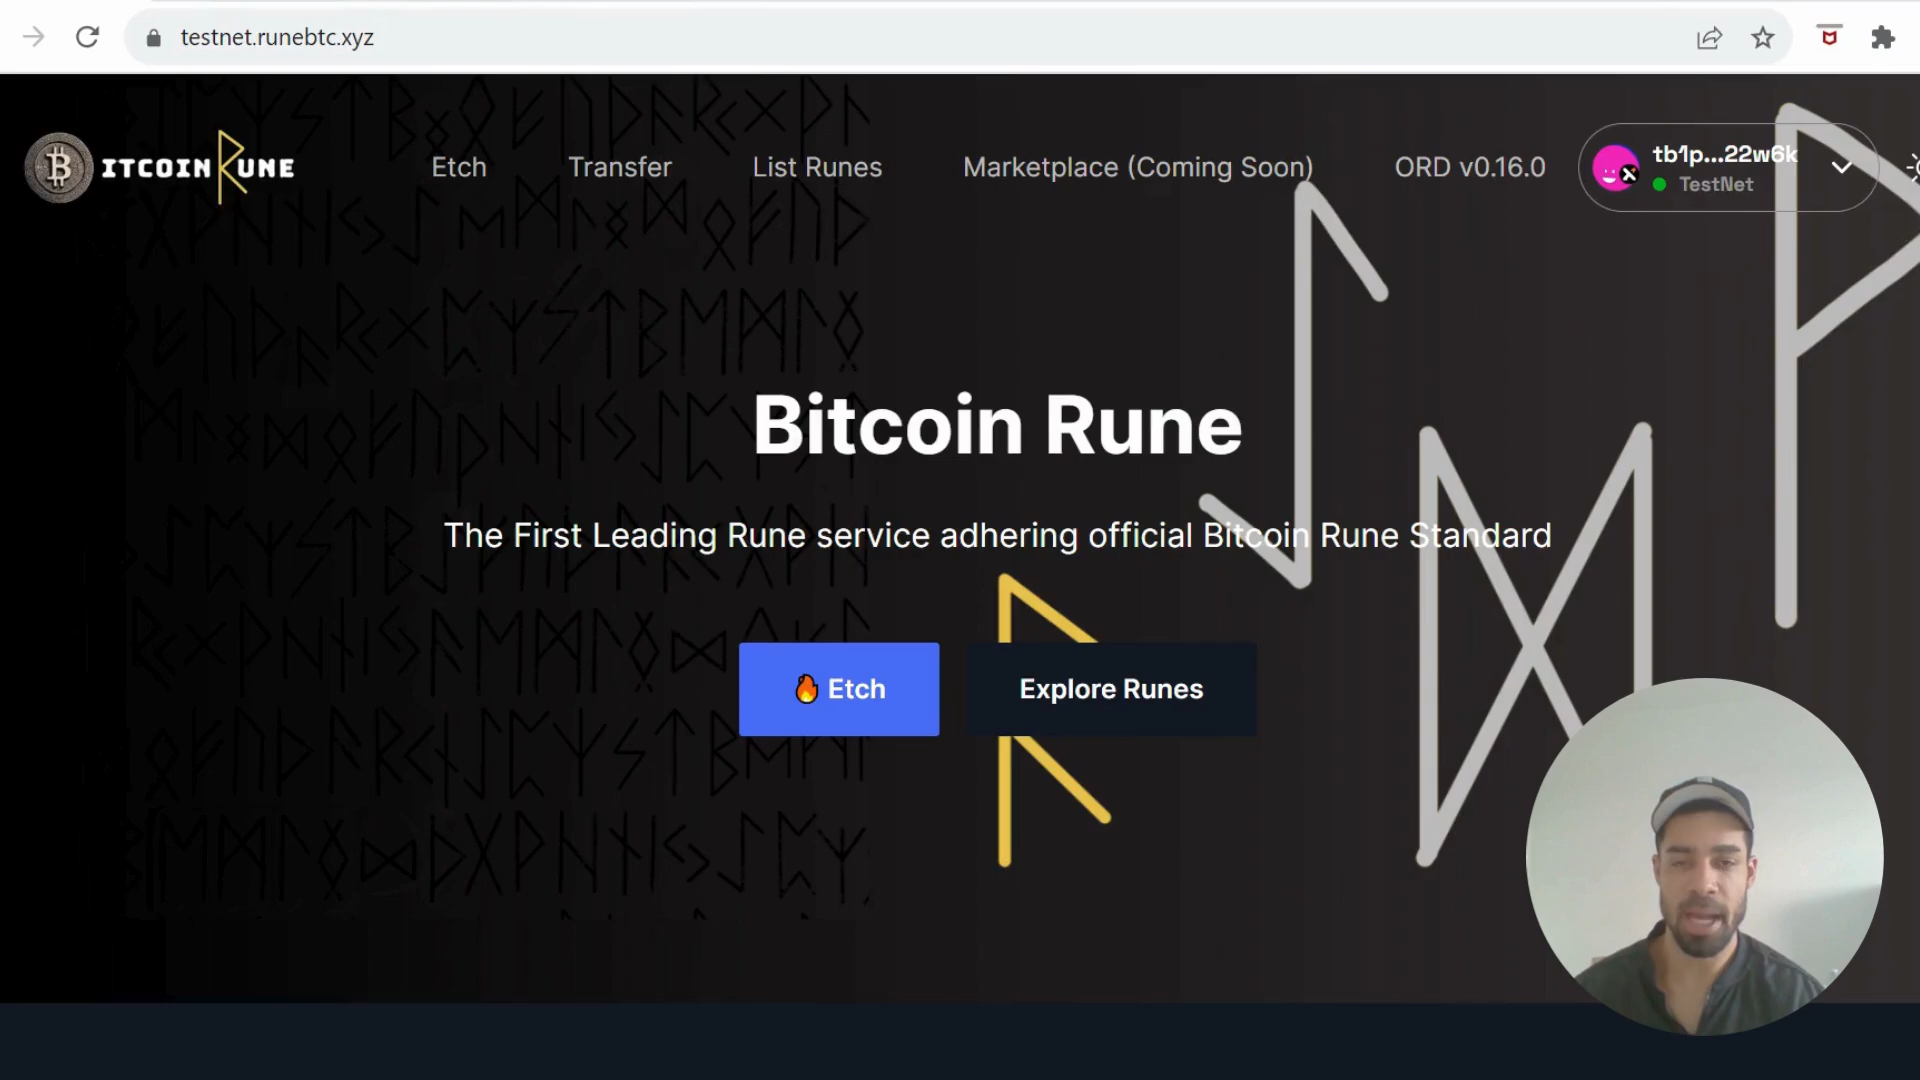 testnet.runebtc.xyz
ITCOIN RUNE
Etch
Transfer
List Runes
Marketplace (Coming Soon)
ORD v0.16.0
tb1p...22w6k
TestNet
Bitcoin Rune
The First Leading Rune service adhering official Bitcoin Rune Standard
🔥 Etch
Explore Runes